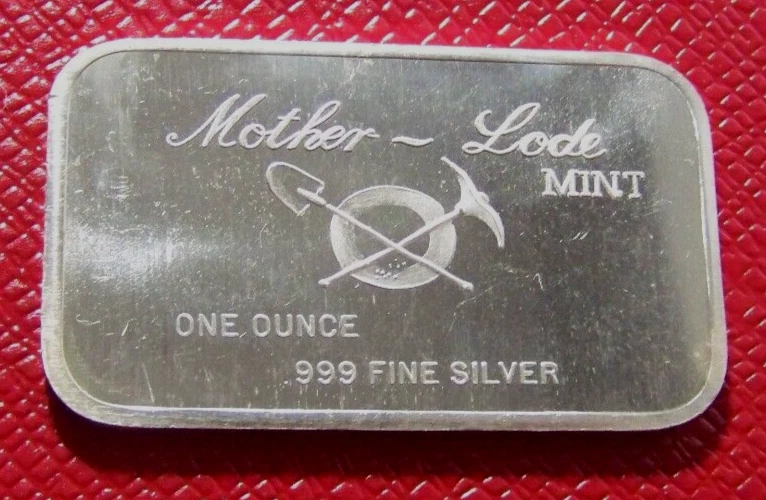 Mother ~ Lode
MINT
ONE OUNCE
.999 FINE SILVER